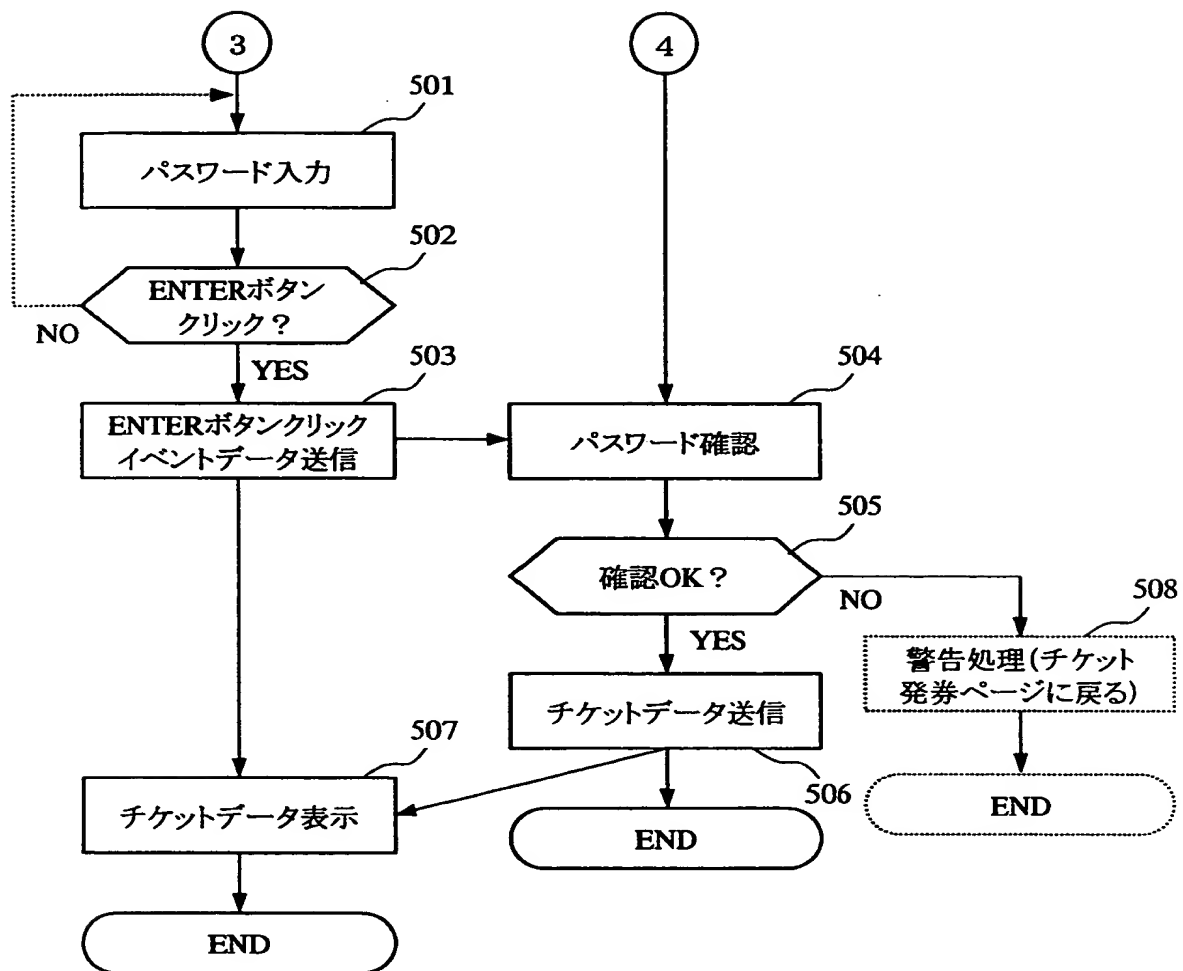 3
4
501
パスワード入力
502
ENTERボタン
クリック？
NO
YES
503
504
ENTERボタンクリック
イベントデータ送信
パスワード確認
505
確認OK？
NO
508
YES
警告処理(チケット
発券ページに戻る)
チケットデータ送信
507
506
チケットデータ表示
END
END
END